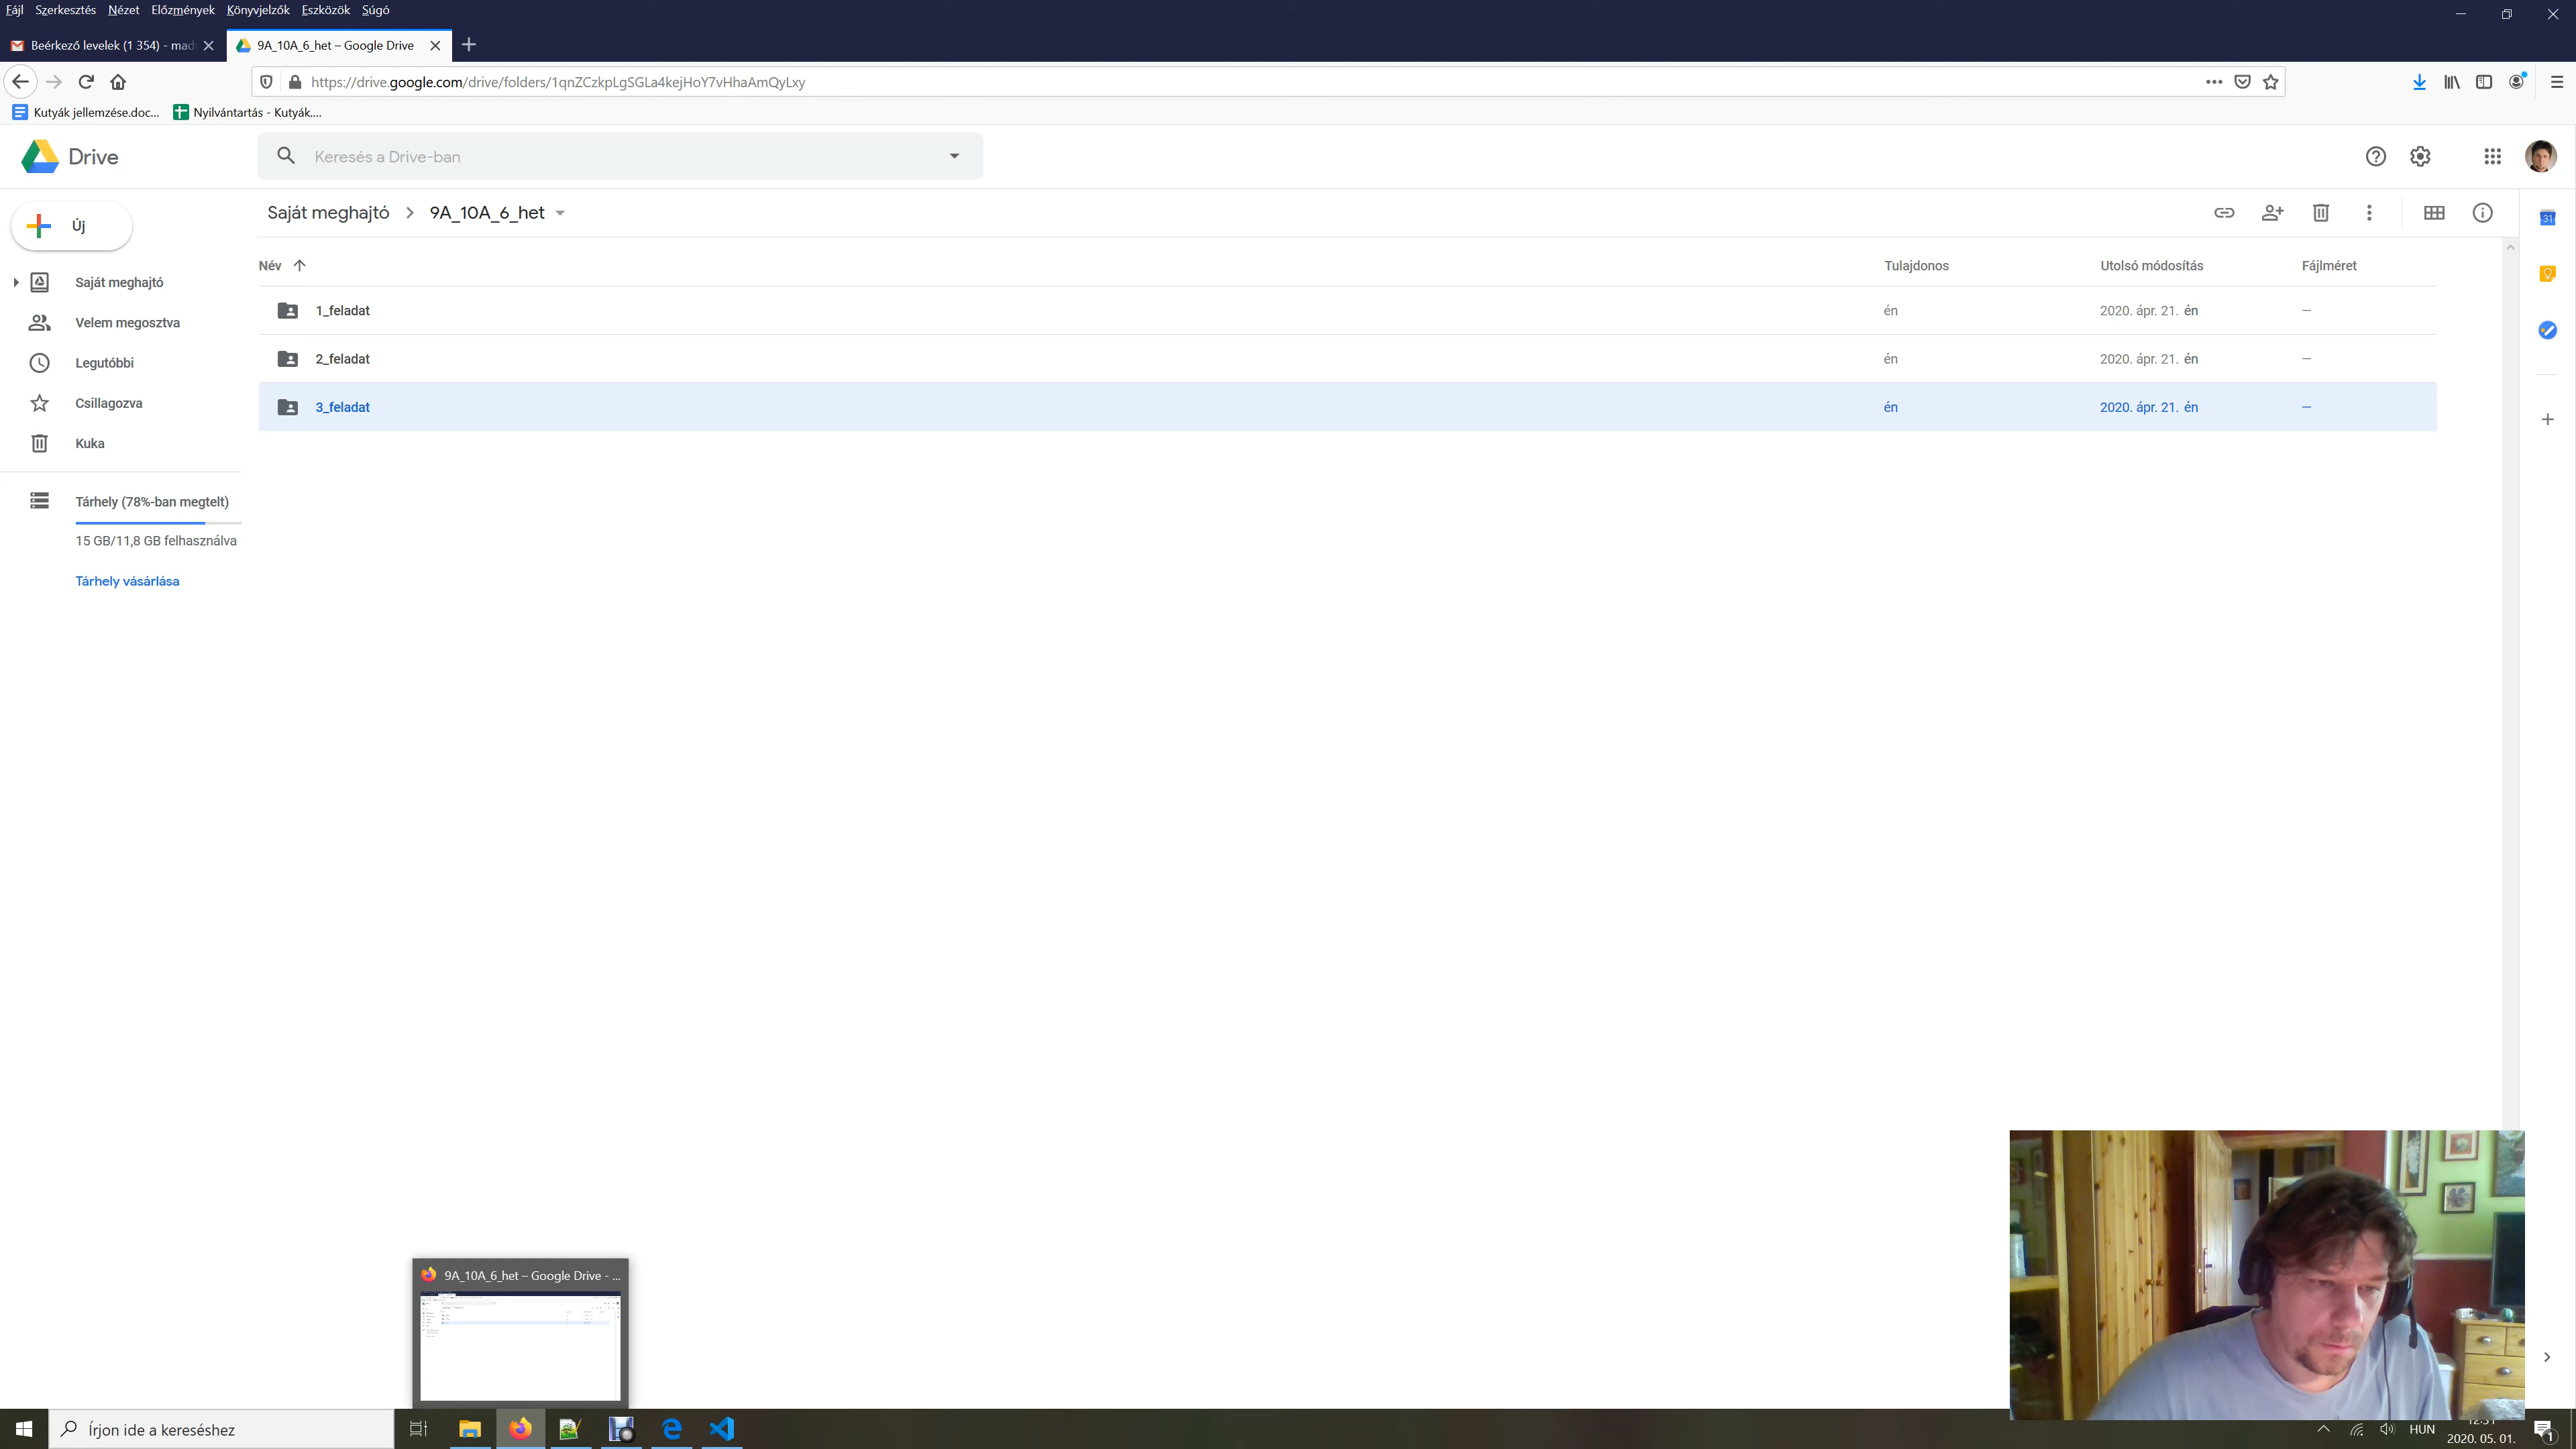 Fájl Szerkesztés Nézet Előzmények Könyvjelzők Eszközök Súgó
Beérkező levelek (1 354) - mad
9A_10A_6_het – Google Drive
https://drive.google.com/drive/folders/1qnZCzkpLgSGLa4kejHoY7vHhaAmQyLxy
Kutyák jellemzése.doc... Nyilvántartás - Kutyák....
Drive
Keresés a Drive-ban
Új
Saját meghajtó
9A_10A_6_het
Név
Tulajdonos
Utolsó módosítás
Fájlméret
1_feladat én 2020. ápr. 21. én —
2_feladat én 2020. ápr. 21. én —
3_feladat én 2020. ápr. 21. én —
Saját meghajtó
Velem megosztva
Legutóbbi
Csillagozva
Kuka
Tárhely (78%-ban megtelt)
15 GB/11,8 GB felhasználva
Tárhely vásárlása
31
9A_10A_6_het – Google Drive - ...
Írjon ide a kereséshez
HUN
2020. 05. 01.
1